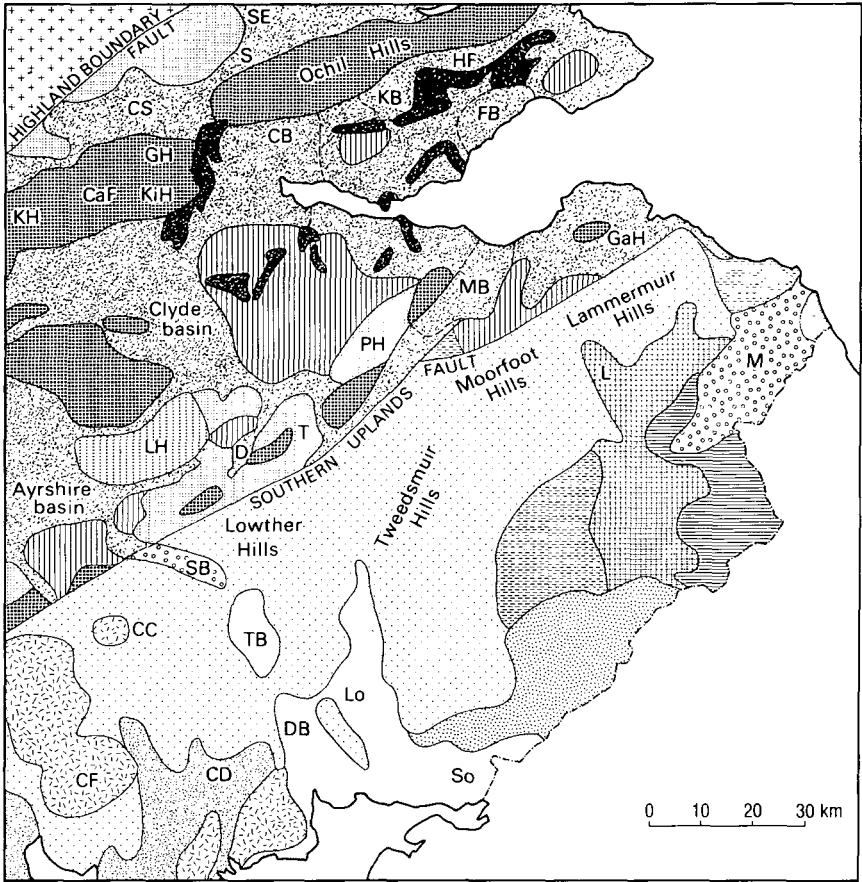 SE
HIGHLAND BOUNDARY
FAULT
S
Ochil Hills
HF
KB
CS
FB
CB
GH
CaF
KiH
KH
GaH
MB
Clyde
basin
Lammermuir
Hills
PH
FAULT
Moorfoot
Hills
M
L
LH
D
T
SOUTHERN UPLANDS
Ayrshire
basin
Lowther
Hills
Tweedsmuir
Hills
SB
CC
TB
Lo
DB
CF
CD
So
0 10 20 30 km